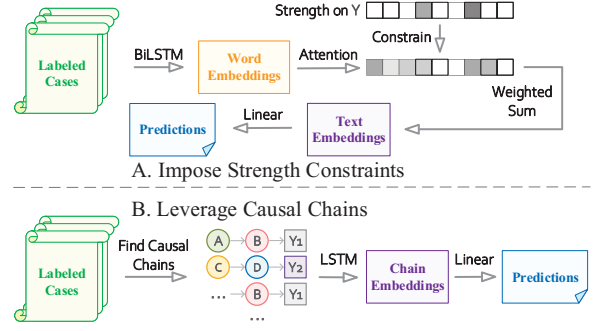 Strength on Y
Labeled
Cases
BiLSTM
Word
Embeddings
Attention
Constrain
Weighted
Sum
Predictions
Linear
Text
Embeddings
A. Impose Strength Constraints
B. Leverage Causal Chains
Labeled
Cases
Find Causal
Chains
A
B
Y1
C
D
Y2
...
B
Y1
...
LSTM
Chain
Embeddings
Linear
Predictions